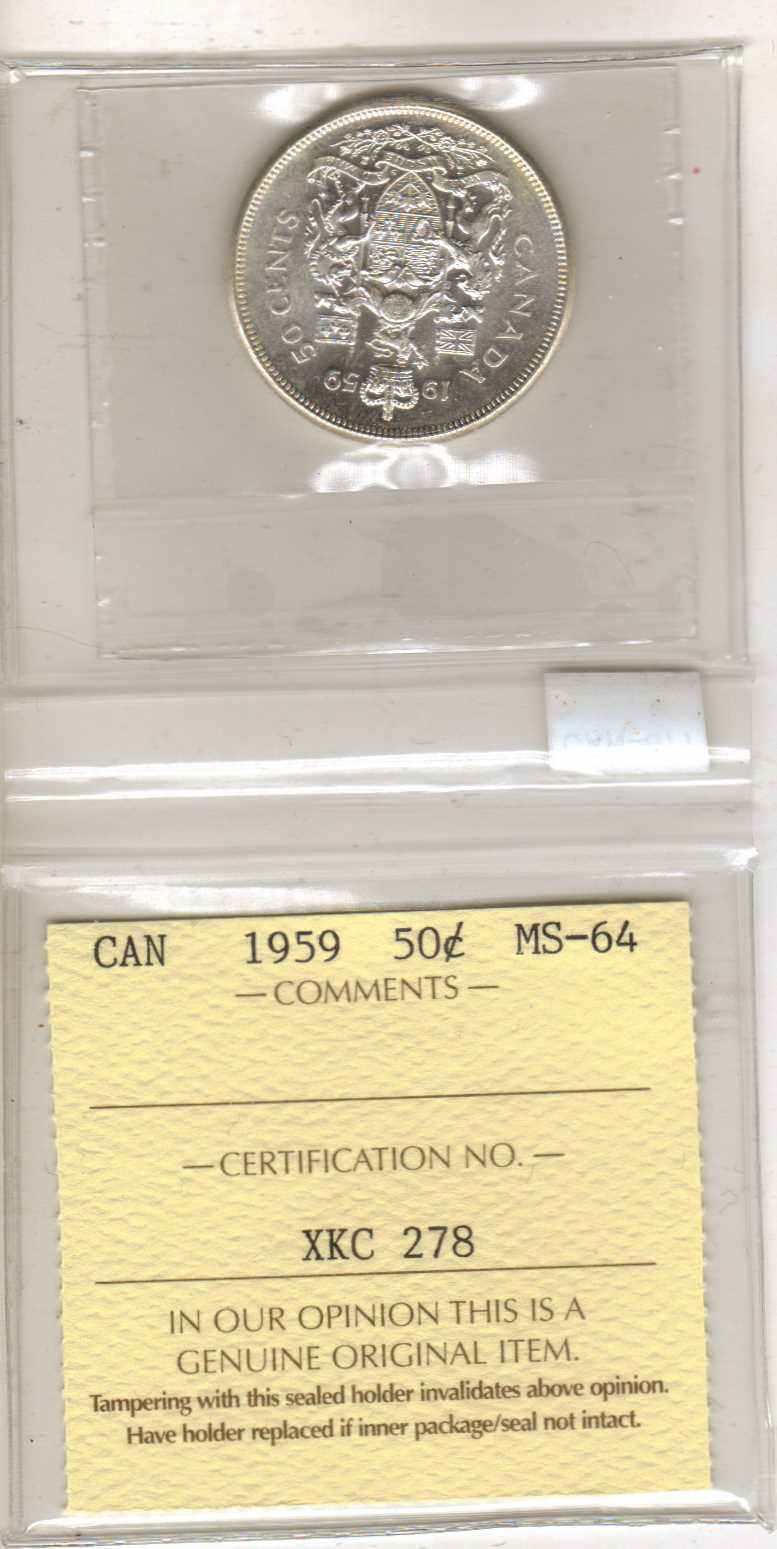 50 CENTS
CANADA
1959
CAN 1959 50¢ MS-64
— COMMENTS —
— CERTIFICATION NO. —
XKC 278
IN OUR OPINION THIS IS A
GENUINE ORIGINAL ITEM.
Tampering with this sealed holder invalidates above opinion.
Have holder replaced if inner package/seal not intact.